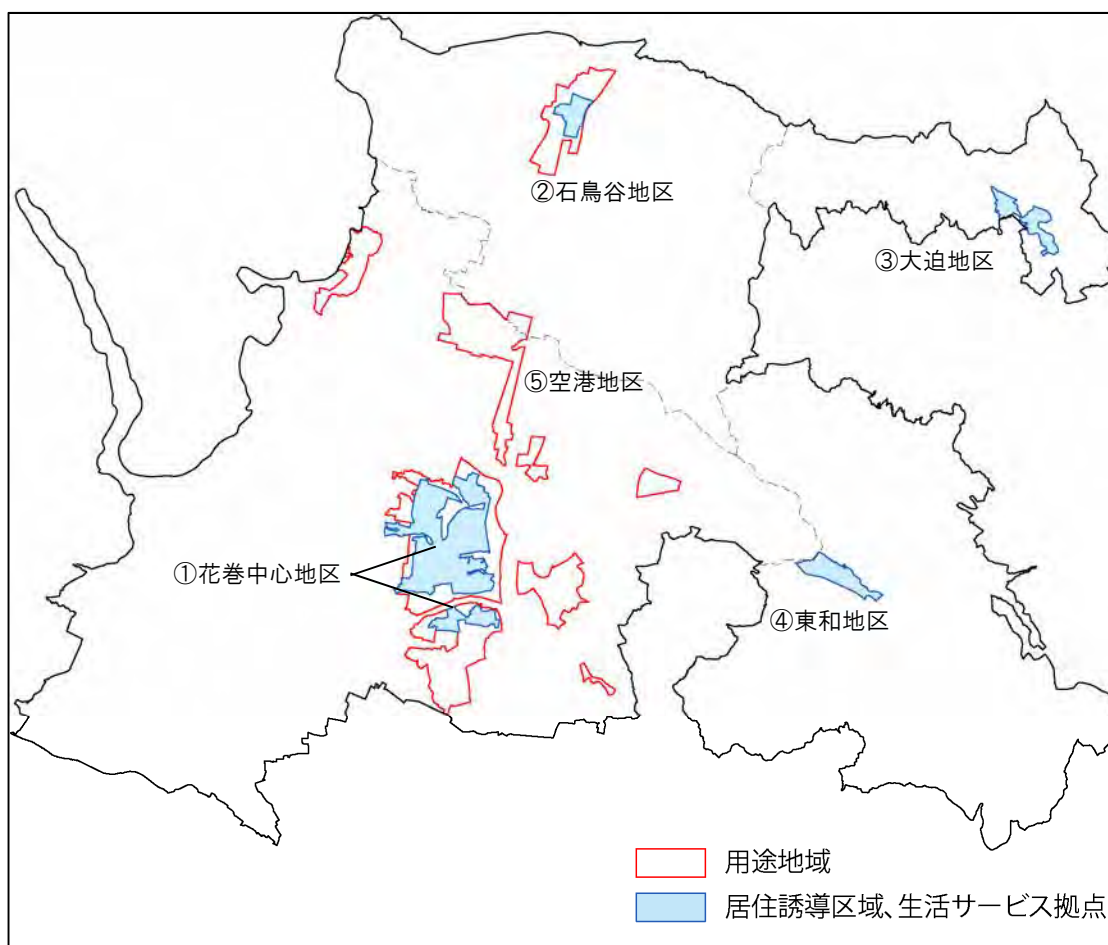 ②石鳥谷地区
③大迫地区
⑤空港地区
①花巻中心地区
④東和地区
用途地域
居住誘導区域、生活サービス拠点